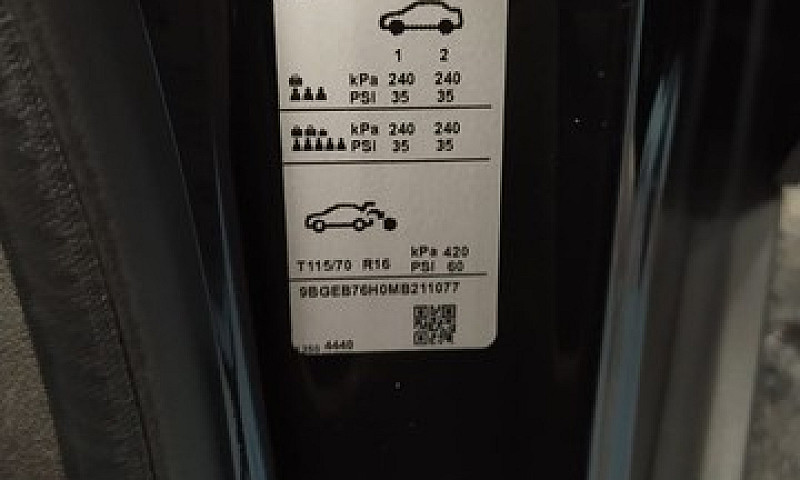 1 2
kPa 240 240
PSI 35 35
kPa 240 240
PSI 35 35
T115/70 R16 kPa 420
PSI 60
9BGEB76H0MB211077
4440